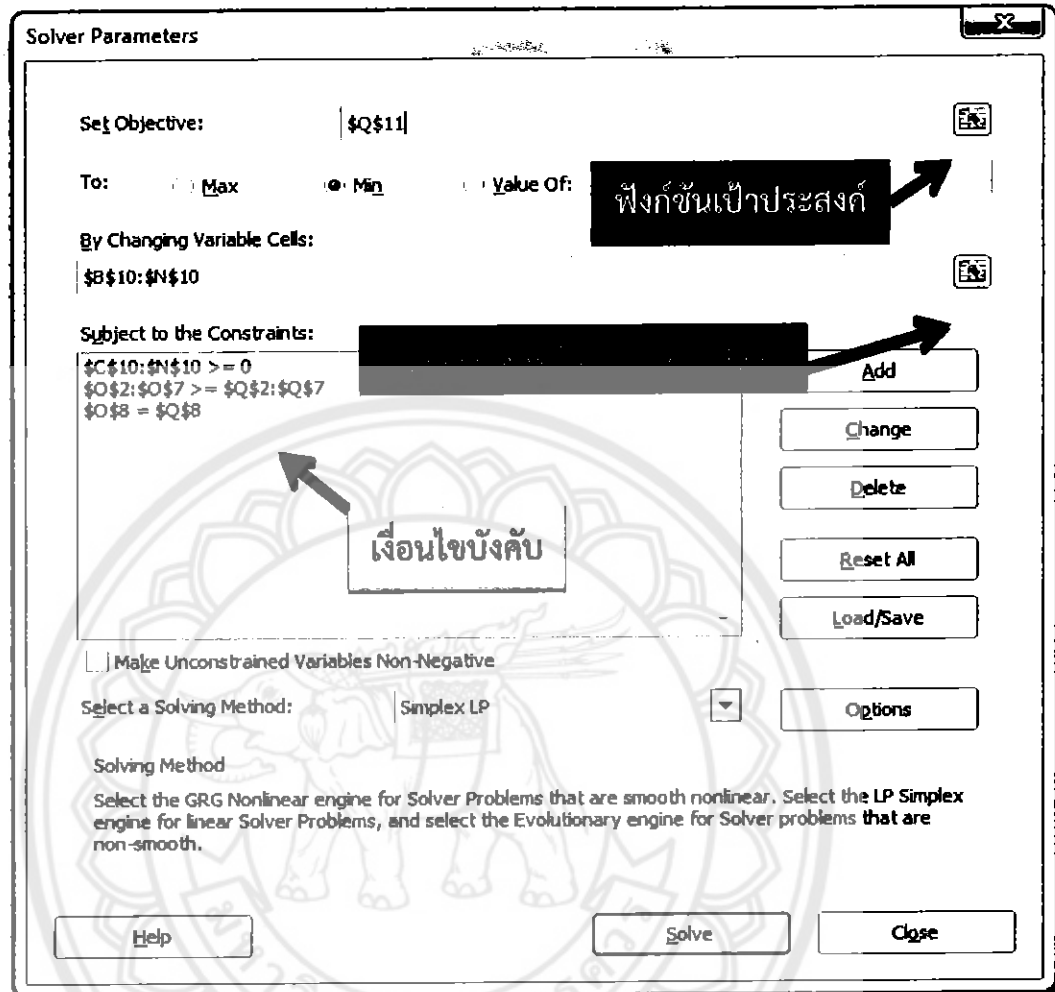 Solver Parameters
Set Objective: $Q$11
To: Max Min Value Of:
ฟังก์ชันเป้าประสงค์
By Changing Variable Cells:
$B$10:$N$10
Subject to the Constraints:
$C$10:$N$10 >= 0
$O$2:$O$7 >= $Q$2:$Q$7
$O$8 = $Q$8
Add
Change
Delete
เงื่อนไขบังคับ
Reset All
Load/Save
Make Unconstrained Variables Non-Negative
Select a Solving Method: Simplex LP
Options
Solving Method
Select the GRG Nonlinear engine for Solver Problems that are smooth nonlinear. Select the LP Simplex
engine for linear Solver Problems, and select the Evolutionary engine for Solver problems that are
non-smooth.
Help
Solve
Close